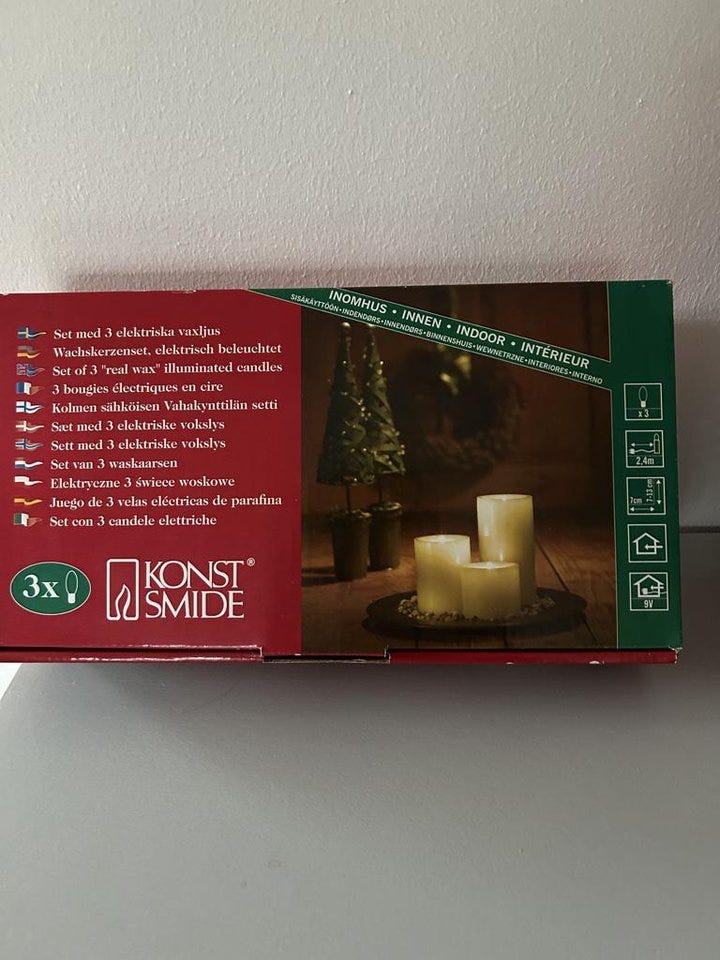 INOMHUS • INNEN • INDOOR • INTÉRIEUR
SISÄKÄYTTÖÖN•INDENDØRS•INNENDØRS•BINNENSHUIS•WEWNETRZNE•INTERIORES•INTERNO
Set med 3 elektriska vaxljus
Wachskerzenset, elektrisch beleuchtet
Set of 3 "real wax" illuminated candles
3 bougies électriques en cire
Kolmen sähköisen Vahakynttilän setti
Sæt med 3 elektriske vokslys
Sett med 3 elektriske vokslys
Set van 3 waskaarsen
Elektryczne 3 świece woskowe
Juego de 3 velas eléctricas de parafina
Set con 3 candele elettriche
3x
KONST
SMIDE®
x 3
2,4m
7cm
7-13 cm
9V